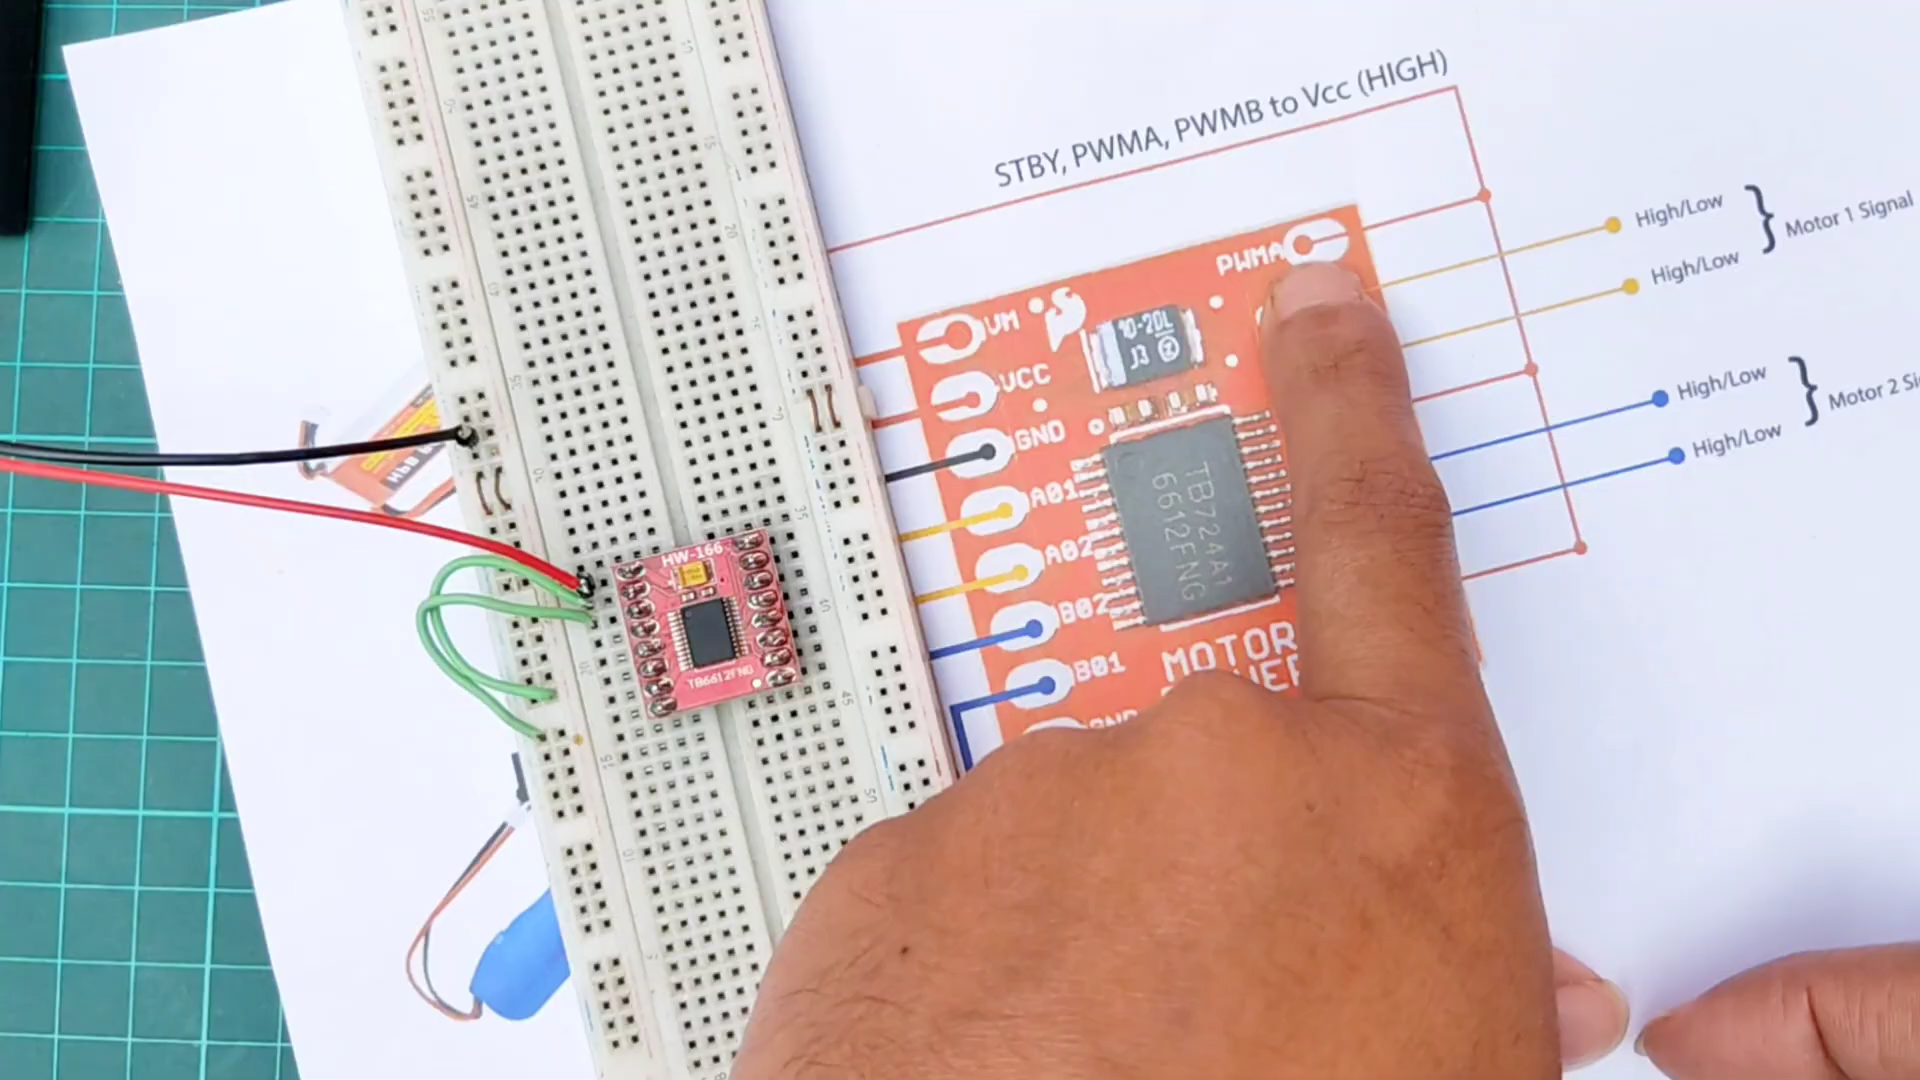 STBY, PWMA, PWMB to Vcc (HIGH)
High/Low
Motor 1 Signal
High/Low
High/Low
Motor 2
High/Low
PWMA
VM
VCC
GND
A01
A02
B02
B01
10-20L
J3
TB724A1
6612FNG
MOTOR
HW-166
TB6612FNG